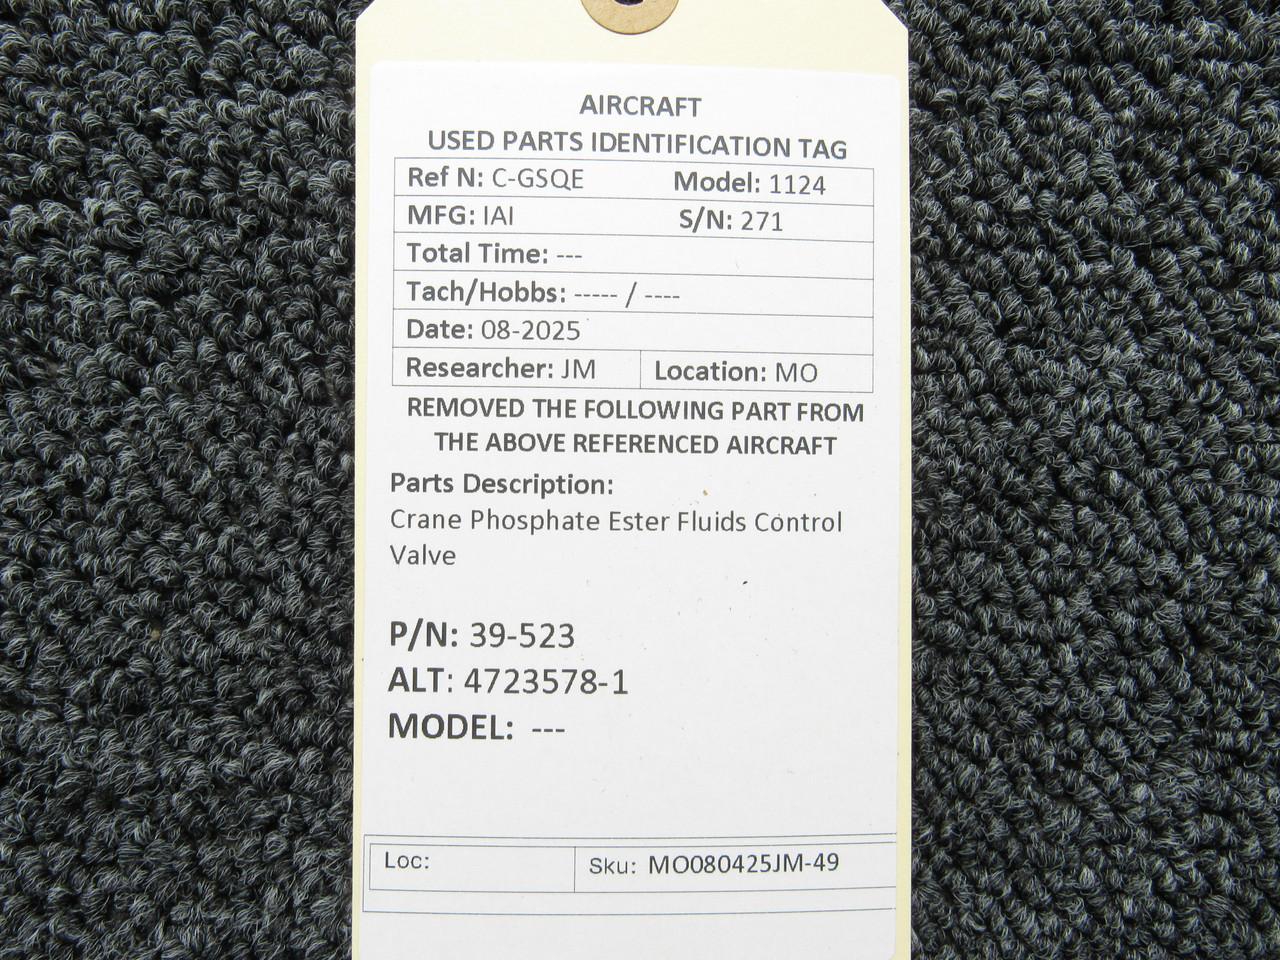 AIRCRAFT
USED PARTS IDENTIFICATION TAG
Ref N: C-GSQE Model: 1124
MFG: IAI S/N: 271
Total Time: ---
Tach/Hobbs: ----- / ----
Date: 08-2025
Researcher: JM Location: MO
REMOVED THE FOLLOWING PART FROM
THE ABOVE REFERENCED AIRCRAFT
Parts Description:
Crane Phosphate Ester Fluids Control
Valve
P/N: 39-523
ALT: 4723578-1
MODEL: ---
Loc: Sku: MO080425JM-49